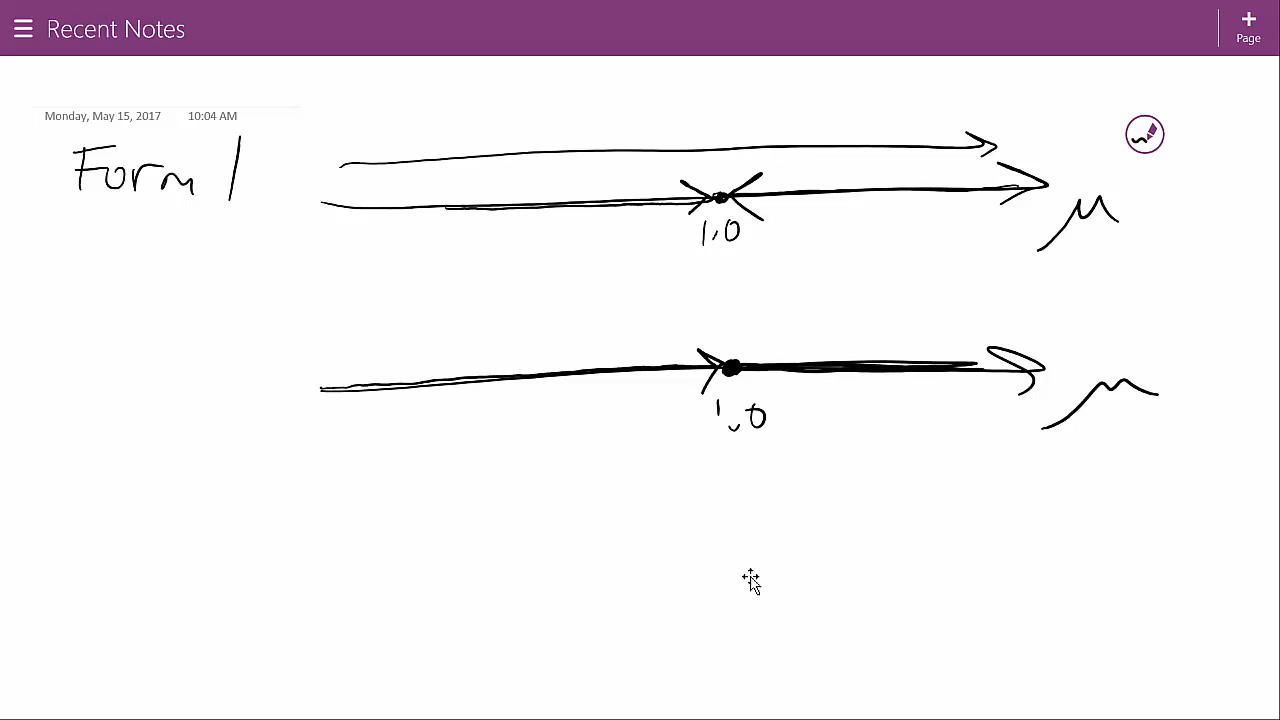 Recent Notes
+
Page
Monday, May 15, 2017 10:04 AM
Form 1
1.0
μ
1.0
μ